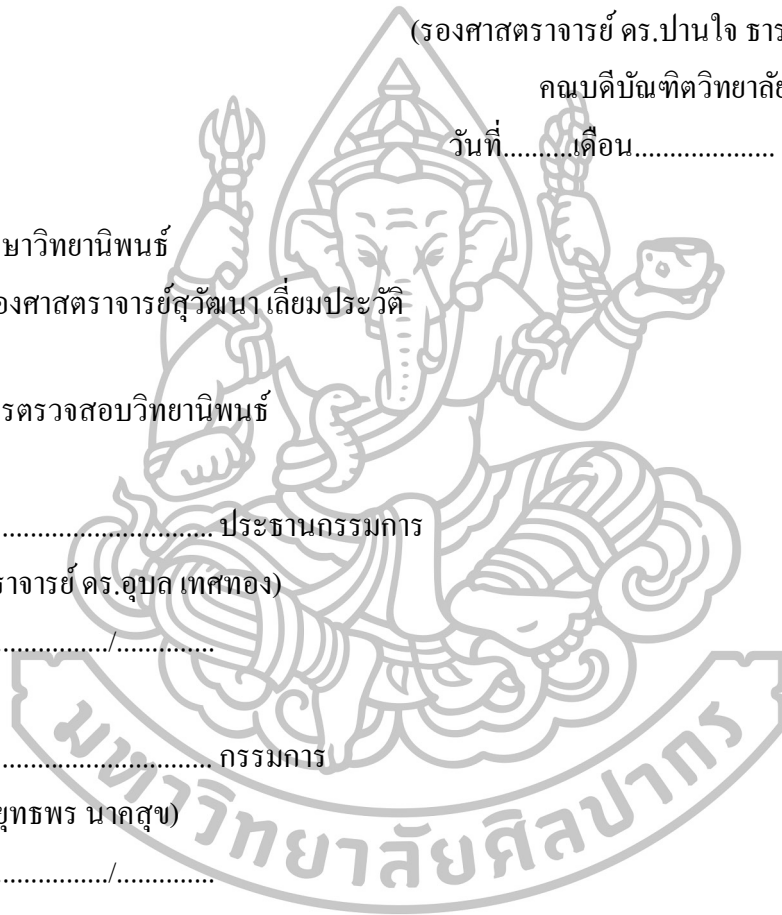 (รองศาสตราจารย์ ดร.ปานใจ ธาร
คณบดีบัณฑิตวิทยาลัย
วันที่..........เดือน....................
ษาวิทยานิพนธ์
องศาสตราจารย์สุวัฒนา เลี่ยมประวัติ
รตรวจสอบวิทยานิพนธ์
.............................. ประธานกรรมการ
ราจารย์ ดร.อุบล เทศทอง)
................/..............
.............................. กรรมการ
ยุทธพร นาคสุข)
................/..............
มหาวิทยาลัยศิลปากร